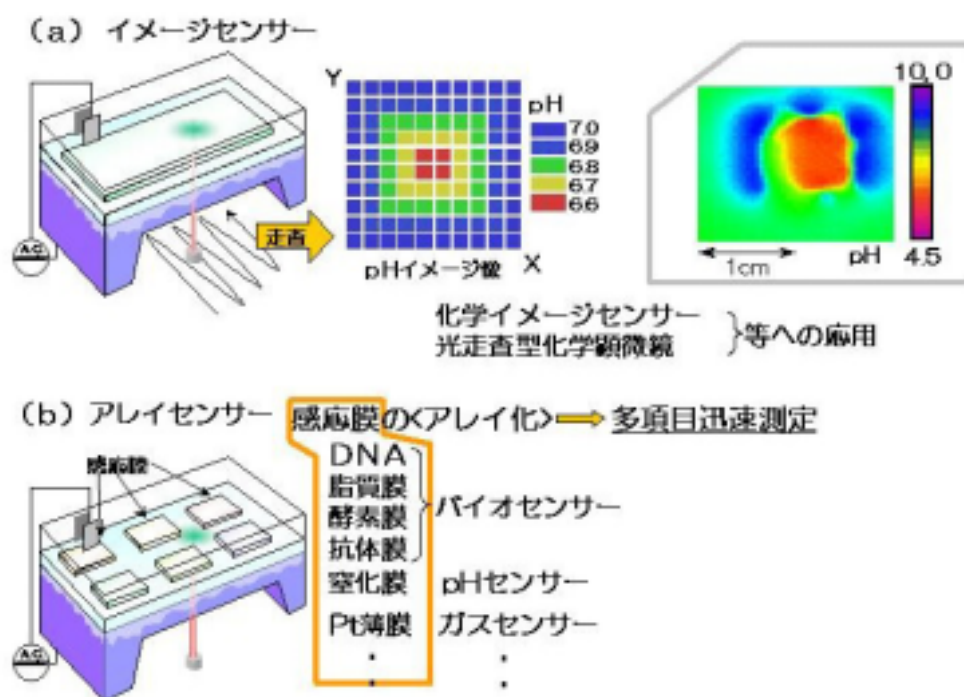 (a) イメージセンサー
Y
pH
7.0
6.9
6.8
6.7
6.6
走査
pHイメージ像
X
10.0
1cm
pH
4.5
化学イメージセンサー
光走査型化学顕微鏡
等への応用
(b) アレイセンサー
感応膜の<アレイ化>
多項目迅速測定
感応膜
DNA
脂質膜
酵素膜
抗体膜
バイオセンサー
窒化膜 pHセンサー
Pt薄膜 ガスセンサー